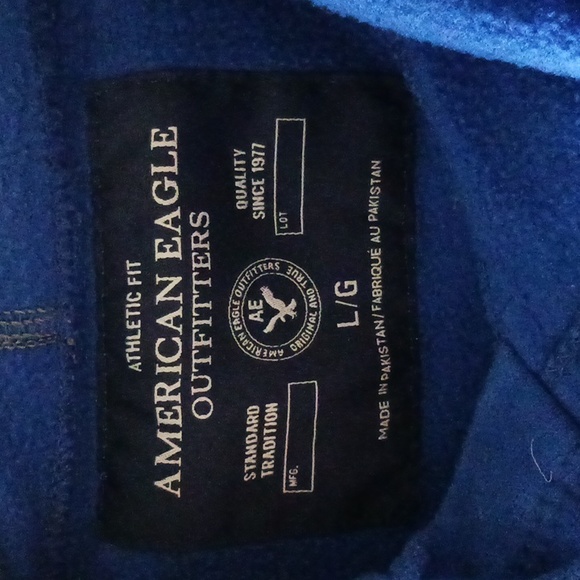 ATHLETIC FIT
AMERICAN EAGLE
OUTFITTERS
STANDARD
TRADITION
MFG.
AMERICAN EAGLE OUTFITTERS
ORIGINAL AND TRUE
AE
QUALITY
SINCE 1977
LOT
L/G
MADE IN PAKISTAN/FABRIQUÉ AU PAKISTAN